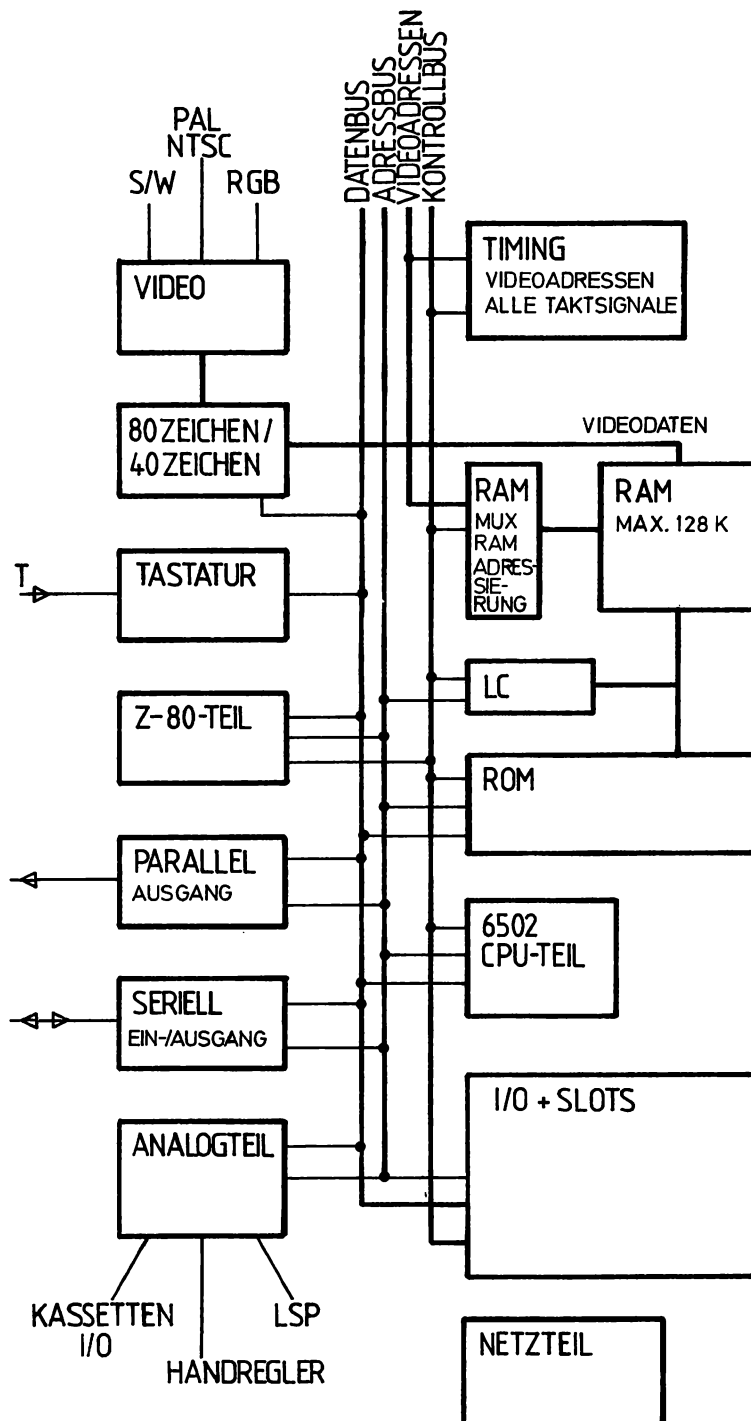 PAL
NTSC
S/W
RGB
DATENBUS
ADRESSBUS
VIDEOADRESSEN
KONTROLLBUS
VIDEO
TIMING
VIDEOADRESSEN
ALLE TAKTSIGNALE
80 ZEICHEN /
40 ZEICHEN
VIDEODATEN
RAM
MUX
RAM
ADRES-
SIE-
RUNG
RAM
MAX. 128 K
T
TASTATUR
LC
Z-80-TEIL
ROM
PARALLEL
AUSGANG
6502
CPU-TEIL
SERIELL
EIN-/AUSGANG
I/O + SLOTS
ANALOGTEIL
KASSETTEN
I/O
LSP
HANDREGLER
NETZTEIL